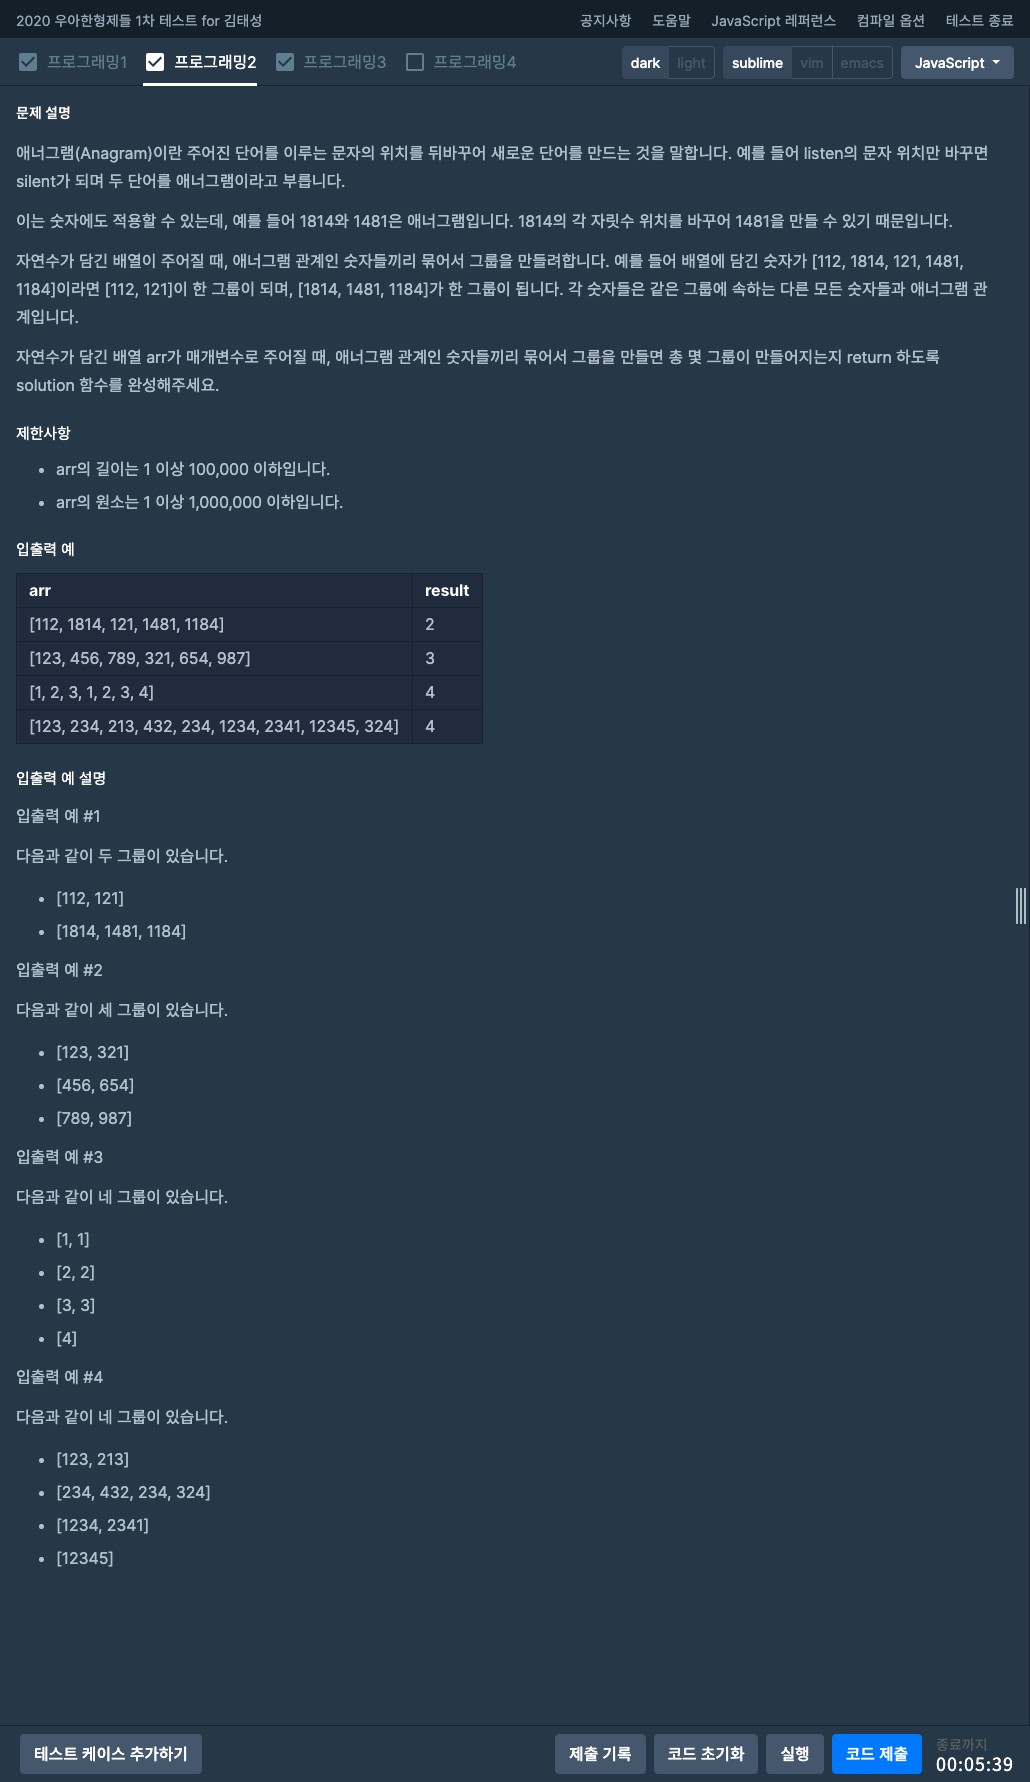 2020 우아한형제들 1차 테스트 for 김태성 공지사항 도움말 JavaScript 레퍼런스 컴파일 옵션 테스트 종료
프로그래밍1 프로그래밍2 프로그래밍3 프로그래밍4 dark light sublime vim emacs JavaScript
문제 설명
애너그램(Anagram)이란 주어진 단어를 이루는 문자의 위치를 뒤바꾸어 새로운 단어를 만드는 것을 말합니다. 예를 들어 listen의 문자 위치만 바꾸면
silent가 되며 두 단어를 애너그램이라고 부릅니다.
이는 숫자에도 적용할 수 있는데, 예를 들어 1814와 1481은 애너그램입니다. 1814의 각 자릿수 위치를 바꾸어 1481을 만들 수 있기 때문입니다.
자연수가 담긴 배열이 주어질 때, 애너그램 관계인 숫자들끼리 묶어서 그룹을 만들려합니다. 예를 들어 배열에 담긴 숫자가 [112, 1814, 121, 1481,
1184]이라면 [112, 121]이 한 그룹이 되며, [1814, 1481, 1184]가 한 그룹이 됩니다. 각 숫자들은 같은 그룹에 속하는 다른 모든 숫자들과 애너그램 관
계입니다.
자연수가 담긴 배열 arr가 매개변수로 주어질 때, 애너그램 관계인 숫자들끼리 묶어서 그룹을 만들면 총 몇 그룹이 만들어지는지 return 하도록
solution 함수를 완성해주세요.
제한사항
• arr의 길이는 1 이상 100,000 이하입니다.
• arr의 원소는 1 이상 1,000,000 이하입니다.
입출력 예
arr result
[112, 1814, 121, 1481, 1184] 2
[123, 456, 789, 321, 654, 987] 3
[1, 2, 3, 1, 2, 3, 4] 4
[123, 234, 213, 432, 234, 1234, 2341, 12345, 324] 4
입출력 예 설명
입출력 예 #1
다음과 같이 두 그룹이 있습니다.
• [112, 121]
• [1814, 1481, 1184]
입출력 예 #2
다음과 같이 세 그룹이 있습니다.
• [123, 321]
• [456, 654]
• [789, 987]
입출력 예 #3
다음과 같이 네 그룹이 있습니다.
• [1, 1]
• [2, 2]
• [3, 3]
• [4]
입출력 예 #4
다음과 같이 네 그룹이 있습니다.
• [123, 213]
• [234, 432, 234, 324]
• [1234, 2341]
• [12345]
테스트 케이스 추가하기 제출 기록 코드 초기화 실행 코드 제출 종료까지
00:05:39